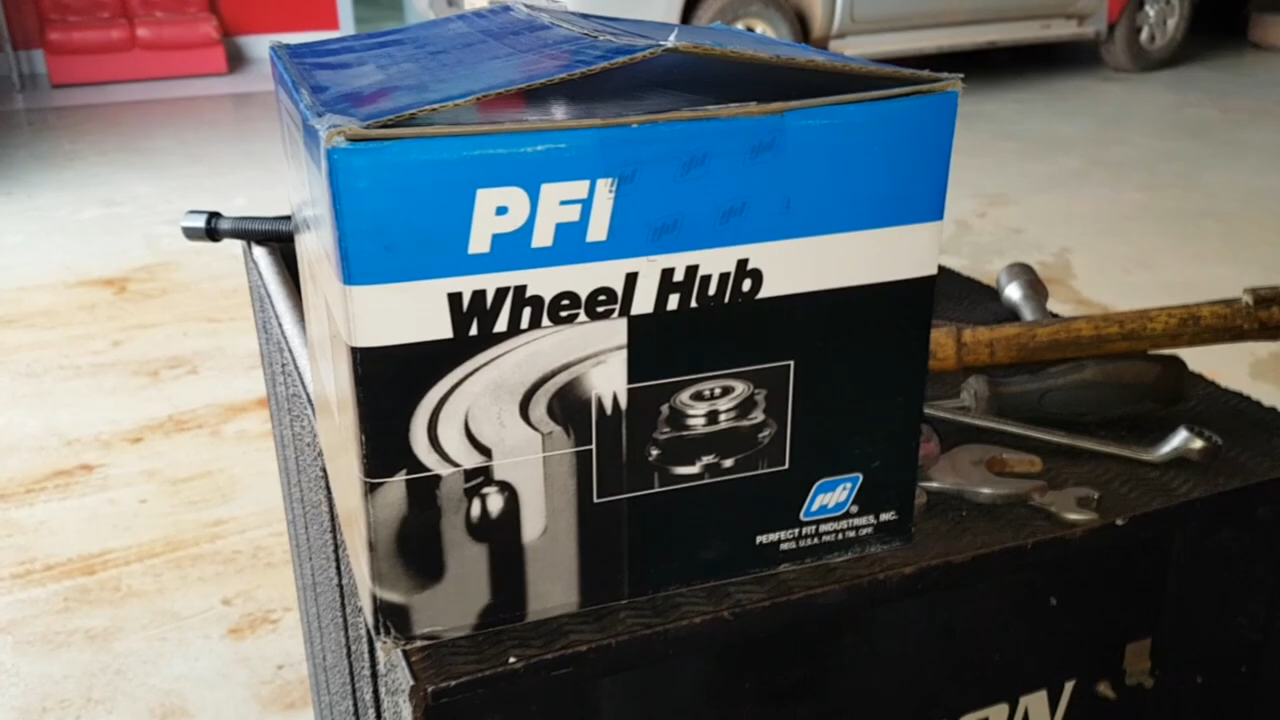 PFI
Wheel Hub
pfi
®
PERFECT FIT INDUSTRIES, INC.
REG. U.S.A. PAT. & TM. OFF.